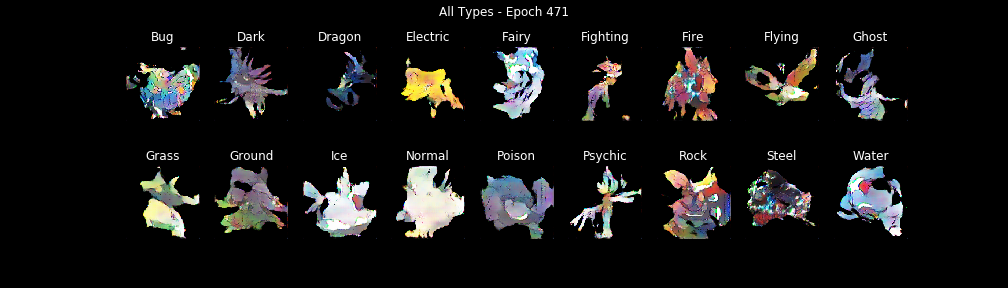 All Types - Epoch 471
Bug Dark Dragon Electric Fairy Fighting Fire Flying Ghost
Grass Ground Ice Normal Poison Psychic Rock Steel Water